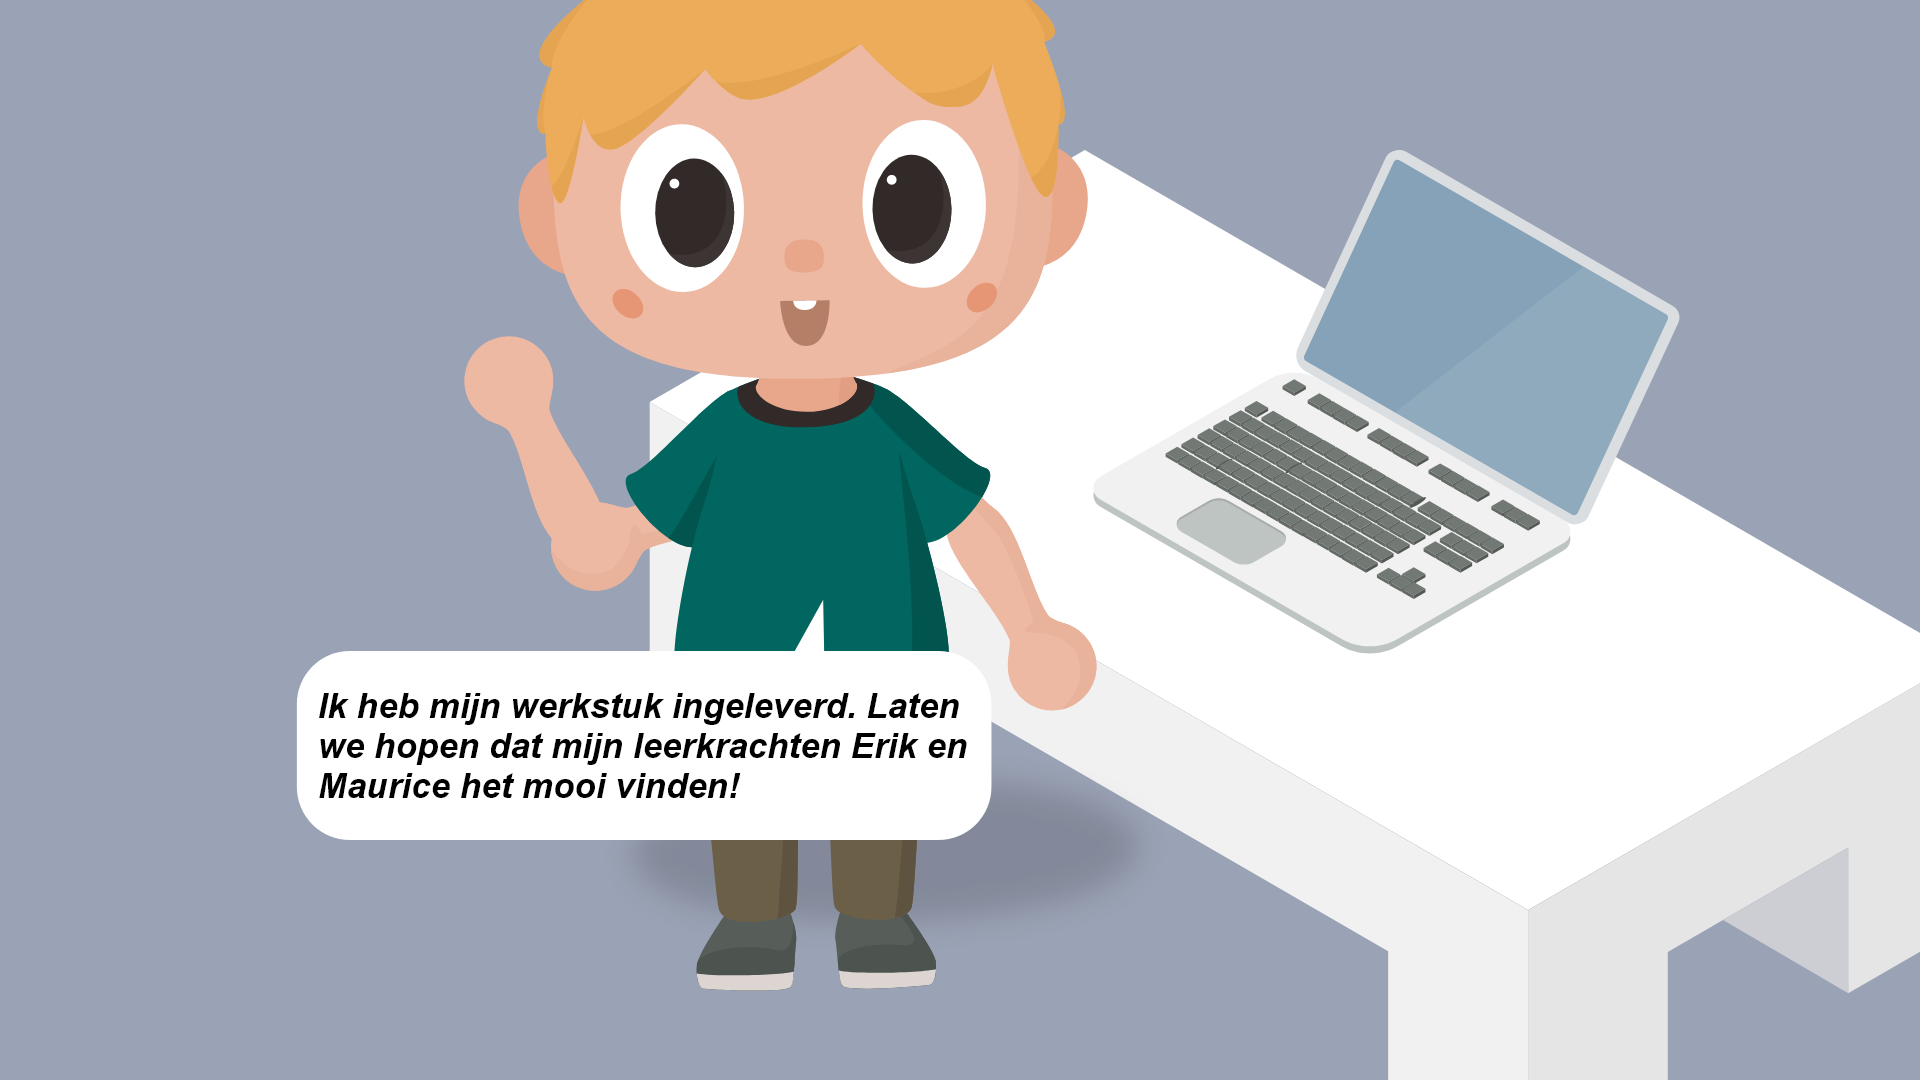 Ik heb mijn werkstuk ingeleverd. Laten
we hopen dat mijn leerkrachten Erik en
Maurice het mooi vinden!